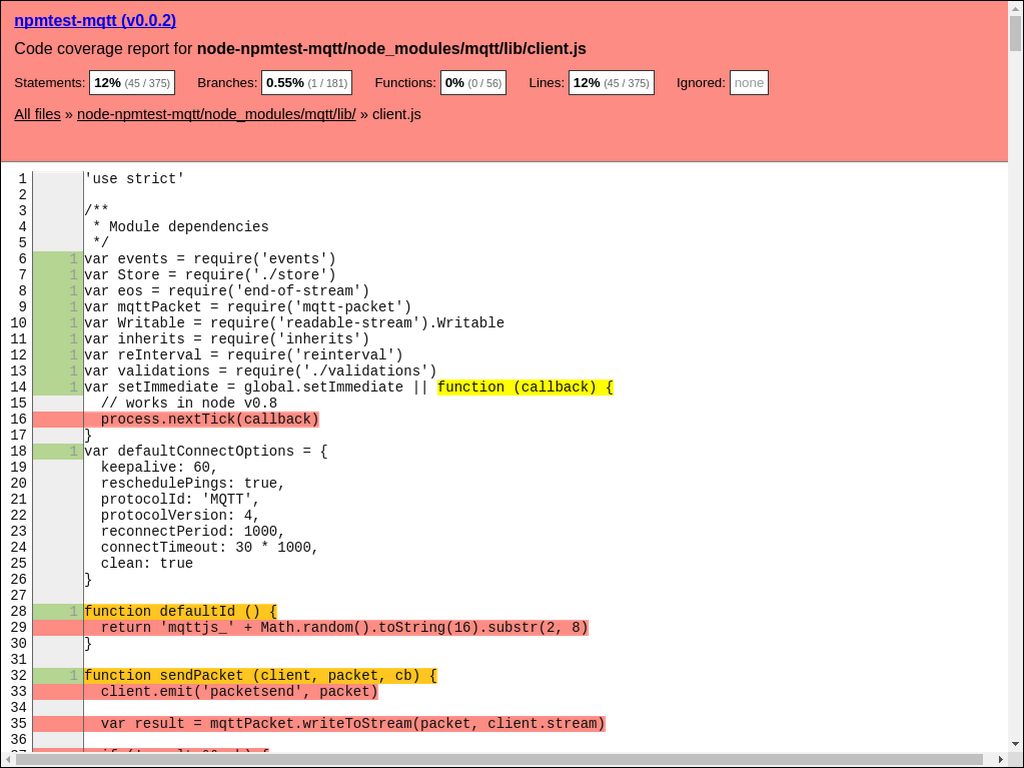 npmtest-mqtt (v0.0.2)
Code coverage report for node-npmtest-mqtt/node_modules/mqtt/lib/client.js
Statements: 12% (45 / 375) Branches: 0.55% (1 / 181) Functions: 0% (0 / 56) Lines: 12% (45 / 375) Ignored: none
All files » node-npmtest-mqtt/node_modules/mqtt/lib/ » client.js
1 'use strict'
2
3 /**
4  * Module dependencies
5  */
6 1 var events = require('events')
7 1 var Store = require('./store')
8 1 var eos = require('end-of-stream')
9 1 var mqttPacket = require('mqtt-packet')
10 1 var Writable = require('readable-stream').Writable
11 1 var inherits = require('inherits')
12 1 var reInterval = require('reinterval')
13 1 var validations = require('./validations')
14 1 var setImmediate = global.setImmediate || function (callback) {
15   // works in node v0.8
16   process.nextTick(callback)
17 }
18 1 var defaultConnectOptions = {
19   keepalive: 60,
20   reschedulePings: true,
21   protocolId: 'MQTT',
22   protocolVersion: 4,
23   reconnectPeriod: 1000,
24   connectTimeout: 30 * 1000,
25   clean: true
26 }
27
28 1 function defaultId () {
29   return 'mqttjs_' + Math.random().toString(16).substr(2, 8)
30 }
31
32 1 function sendPacket (client, packet, cb) {
33   client.emit('packetsend', packet)
34
35   var result = mqttPacket.writeToStream(packet, client.stream)
36